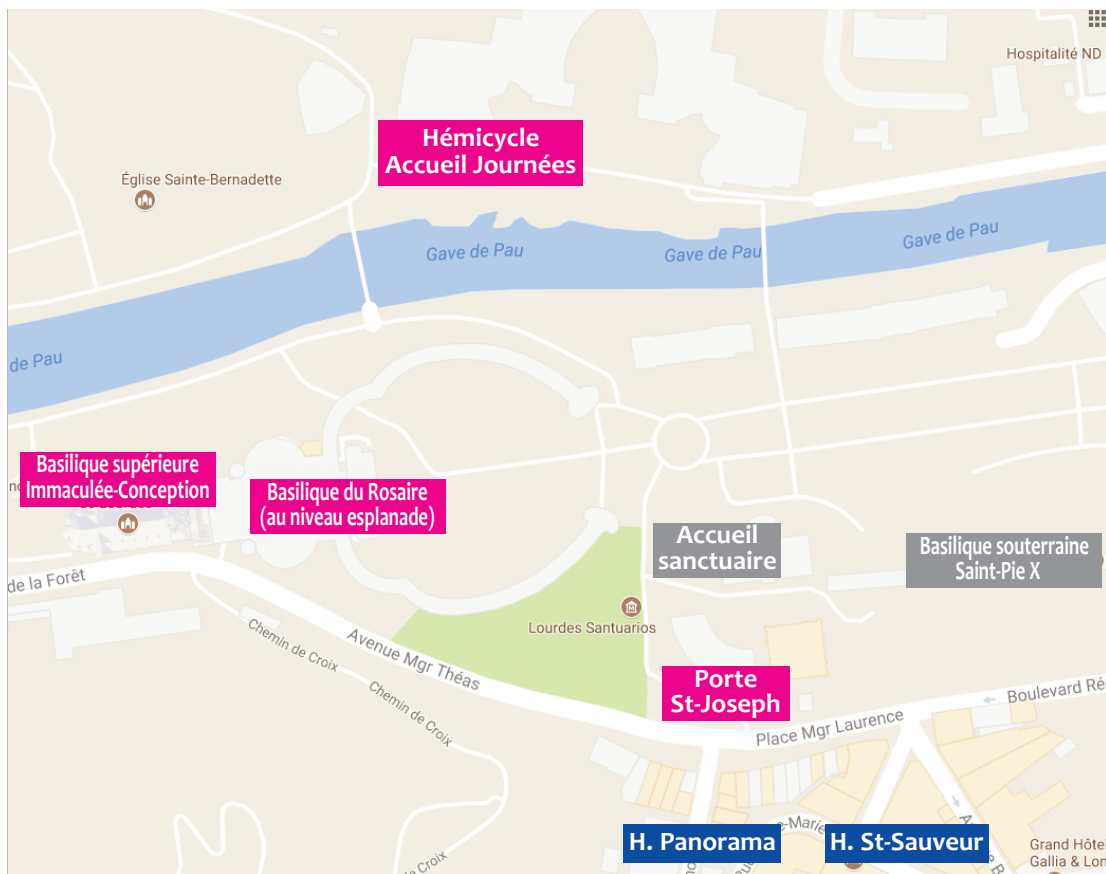 Hospitalité ND
Hémicycle
Accueil Journées
Église Sainte-Bernadette
Gave de Pau
Gave de Pau
Gave de Pau
de Pau
Basilique supérieure
Immaculée-Conception
Basilique du Rosaire
(au niveau esplanade)
Accueil
sanctuaire
Basilique souterraine
Saint-Pie X
de la Forêt
Lourdes Santuarios
Chemin de Croix
Avenue Mgr Théas
Chemin de Croix
Porte
St-Joseph
Boulevard Ré
Place Mgr Laurence
H. Panorama
e-Marie
H. St-Sauveur
Grand Hôte
Gallia & Lon
de Croix